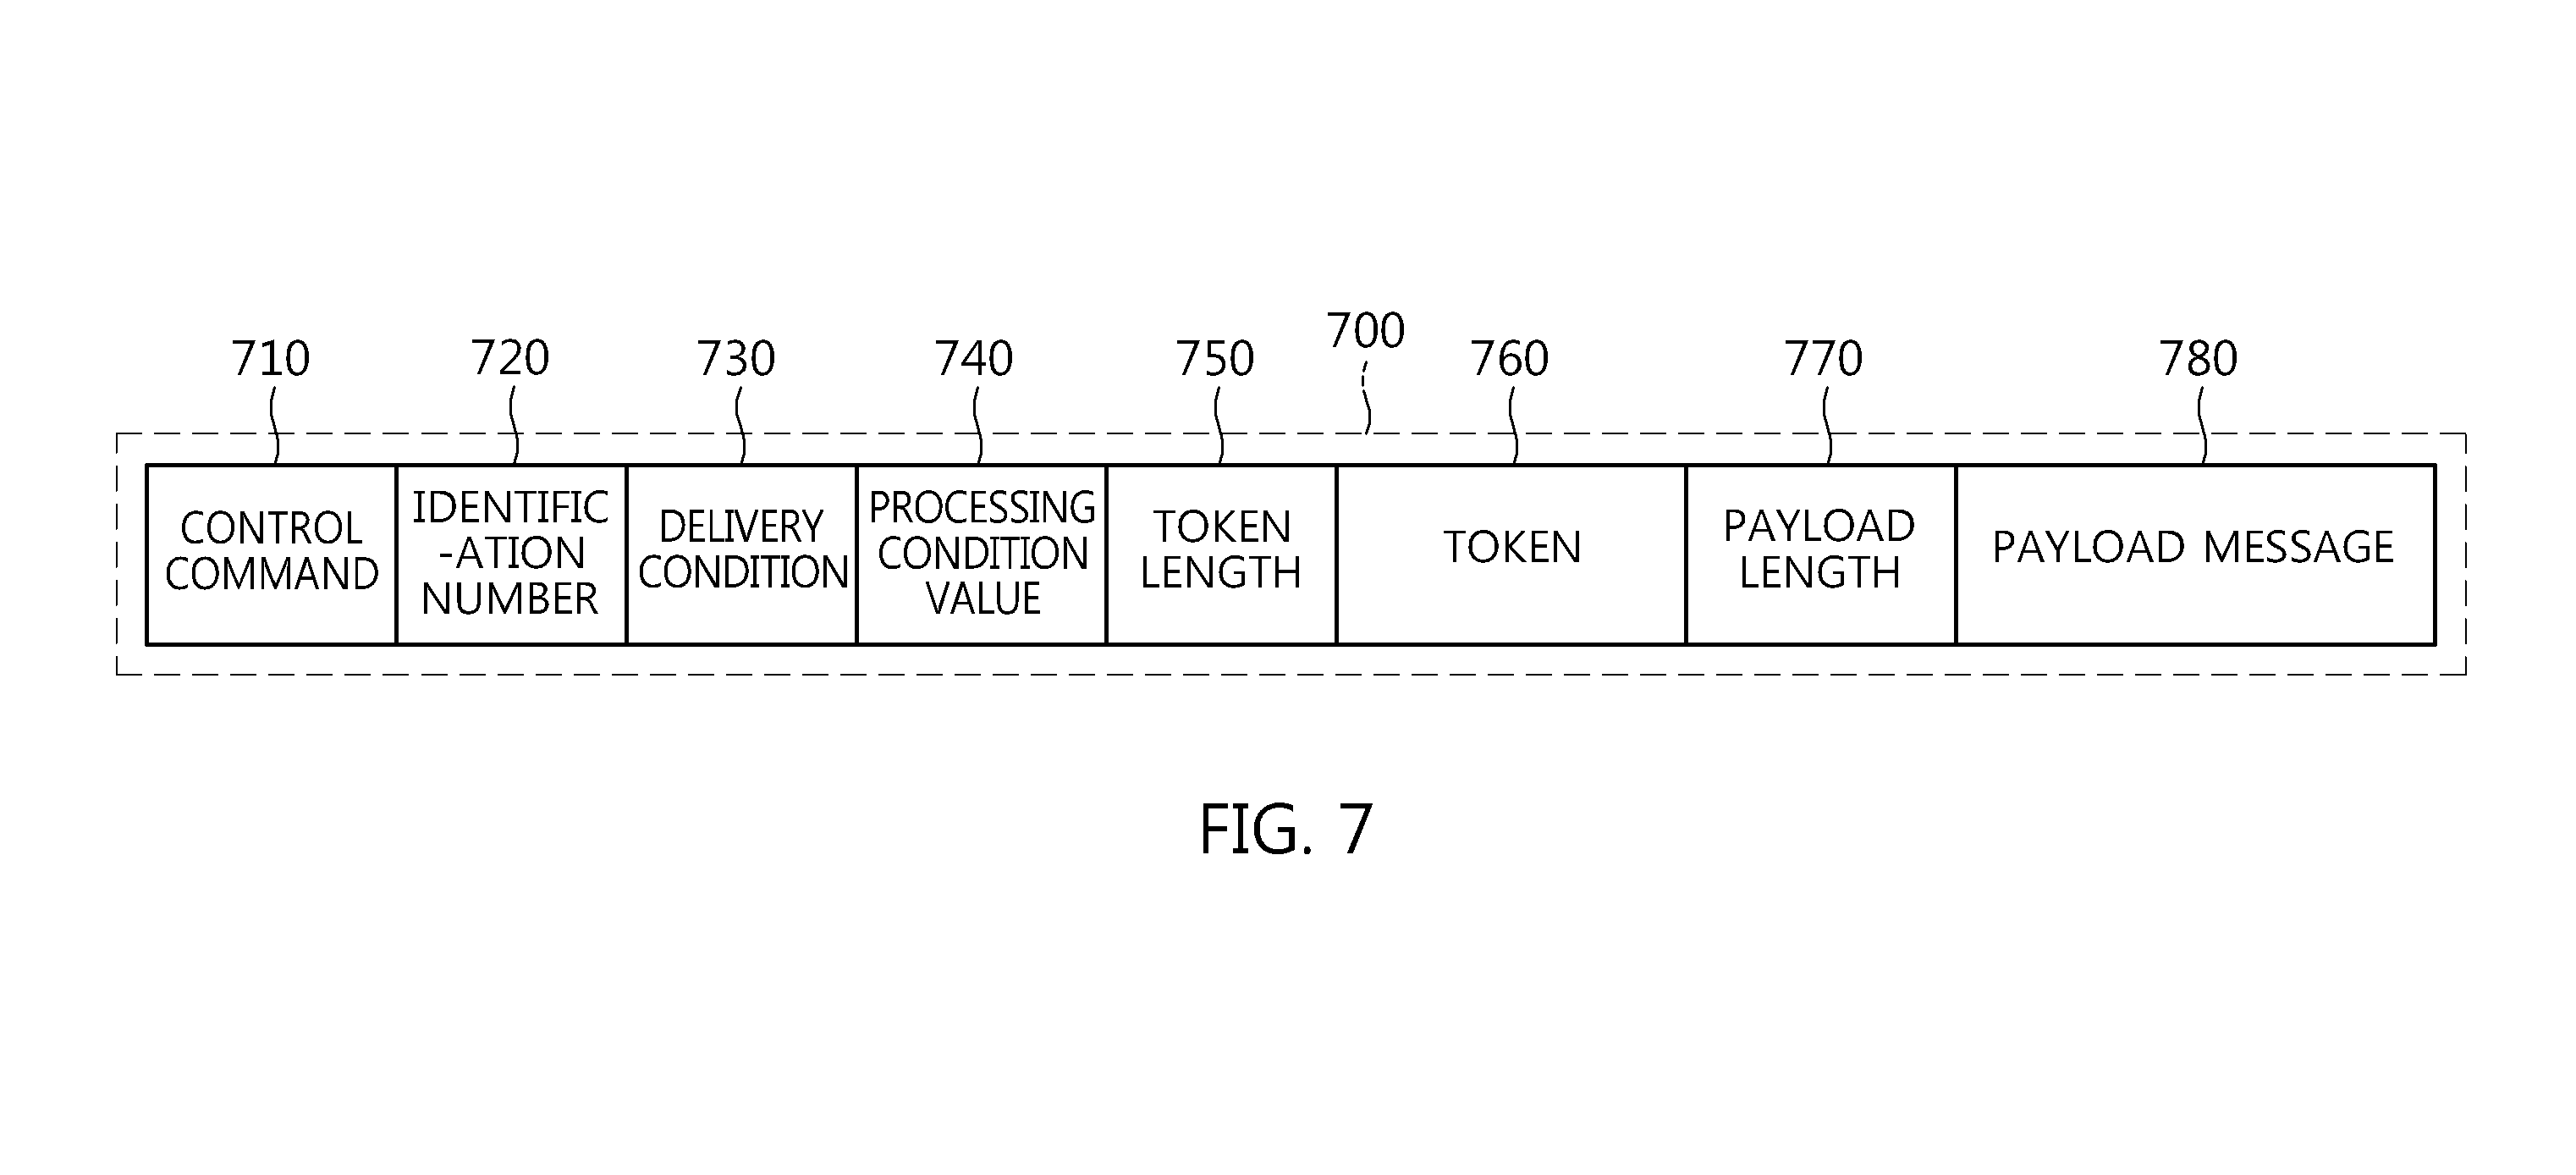 700
710 720 730 740 750 760 770 780
CONTROL
COMMAND
IDENTIFIC
-ATION
NUMBER
DELIVERY
CONDITION
PROCESSING
CONDITION
VALUE
TOKEN
LENGTH
TOKEN
PAYLOAD
LENGTH
PAYLOAD MESSAGE
FIG. 7